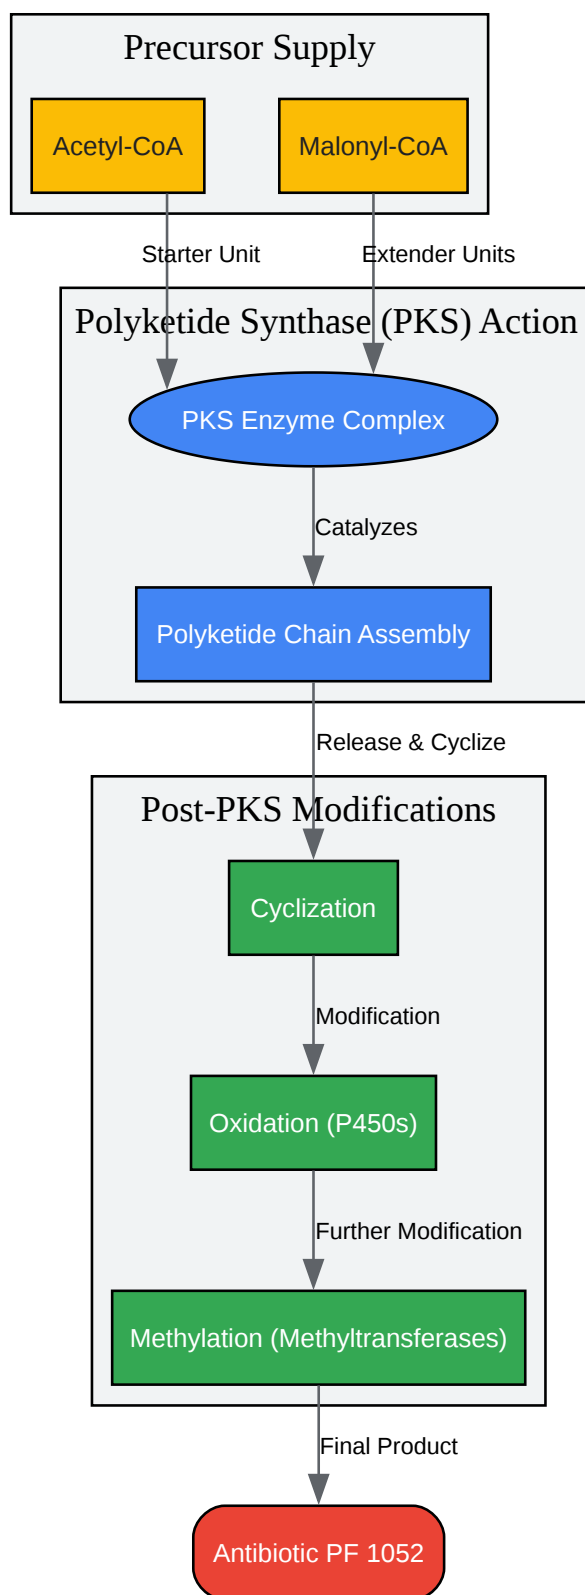 Precursor Supply
Acetyl-CoA
Malonyl-CoA
Starter Unit
Extender Units
Polyketide Synthase (PKS) Action
PKS Enzyme Complex
Catalyzes
Polyketide Chain Assembly
Release & Cyclize
Post-PKS Modifications
Cyclization
Modification
Oxidation (P450s)
Further Modification
Methylation (Methyltransferases)
Final Product
Antibiotic PF 1052